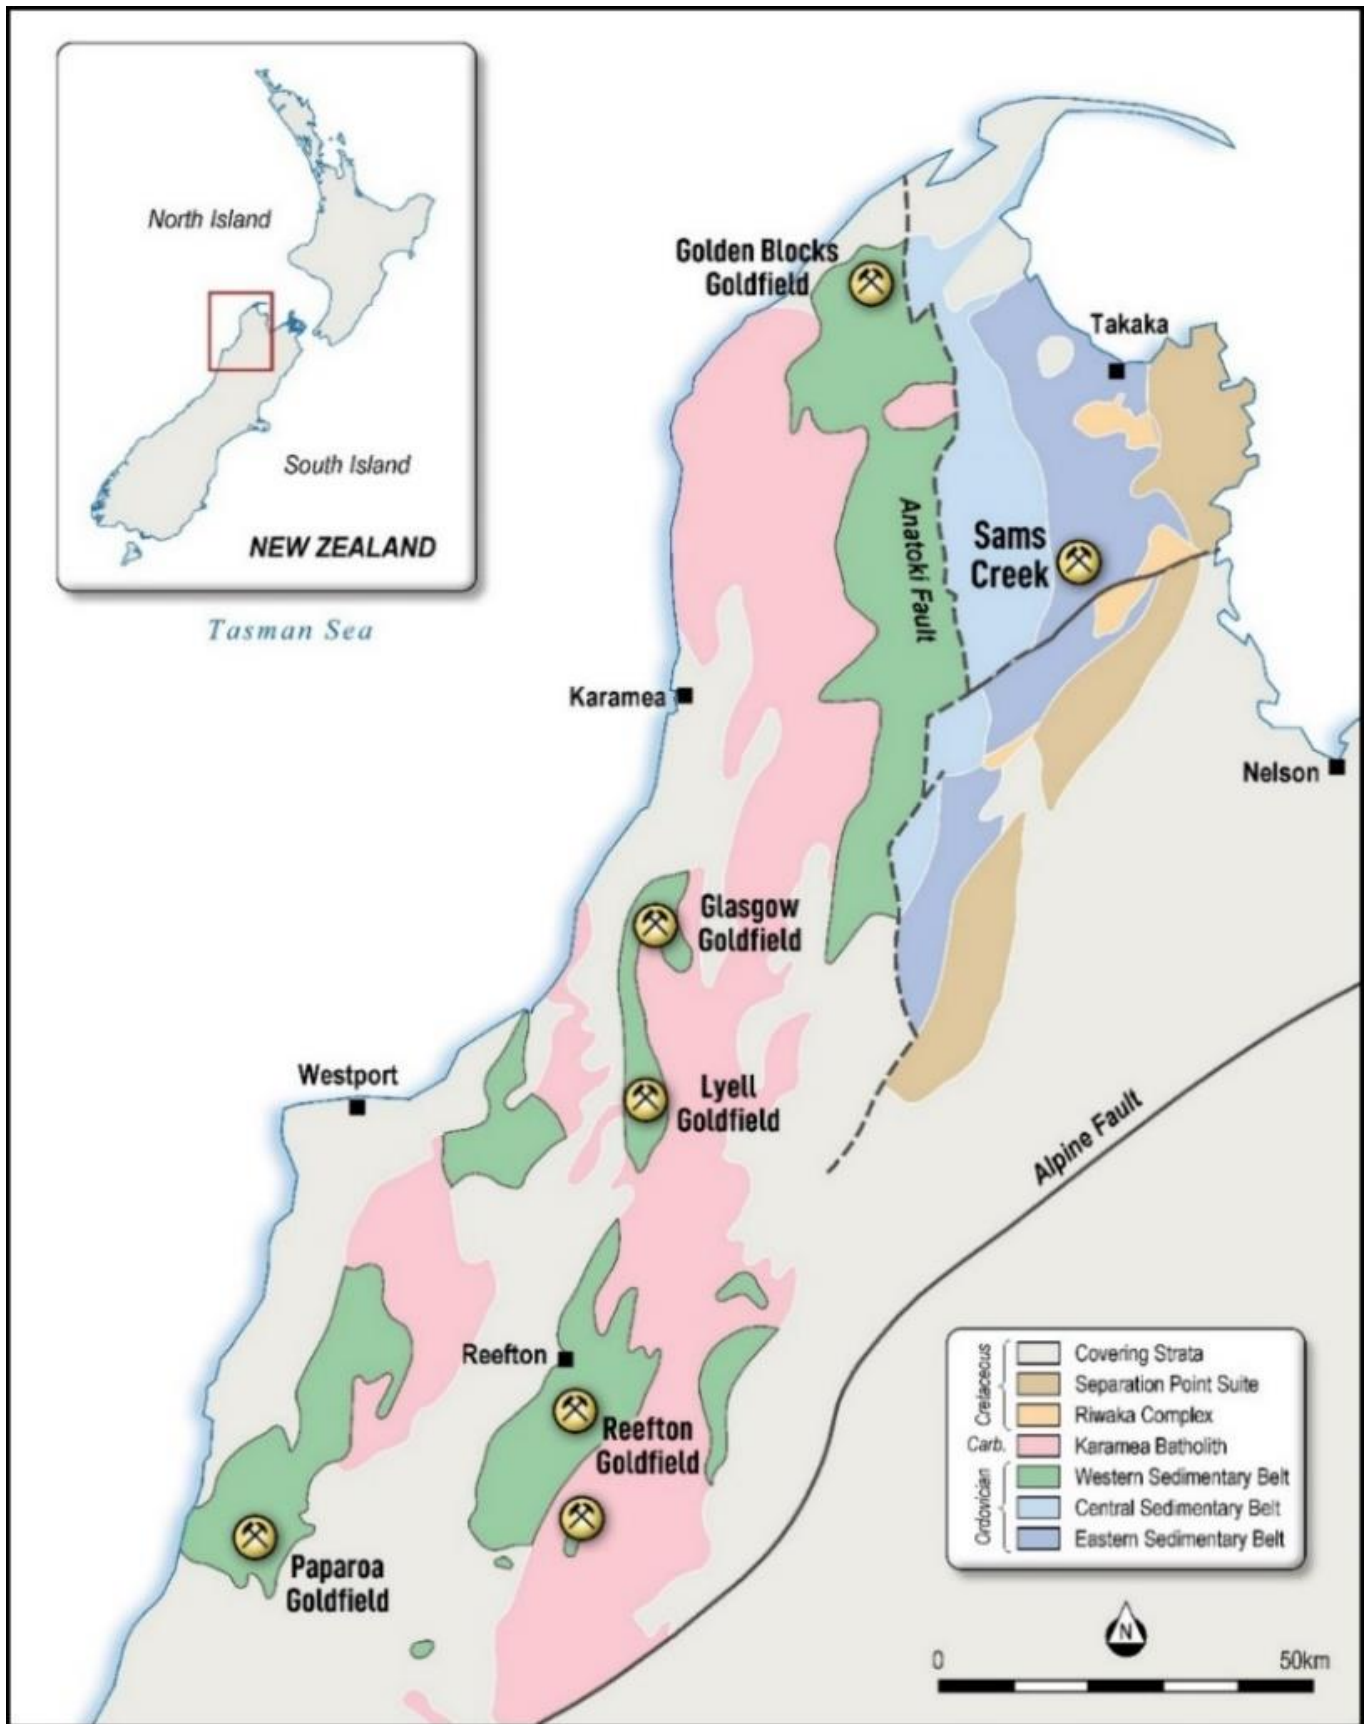 North Island
South Island
NEW ZEALAND
Tasman Sea
Golden Blocks
Goldfield
Takaka
Anatoki Fault
Sams
Creek
Karamea
Nelson
Glasgow
Goldfield
Westport
Lyell
Goldfield
Alpine Fault
Reefton
Reefton
Goldfield
Paparoa
Goldfield
Cretaceous
Covering Strata
Separation Point Suite
Riwaka Complex
Carb.
Karamea Batholith
Ordovician
Western Sedimentary Belt
Central Sedimentary Belt
Eastern Sedimentary Belt
N
0
50km